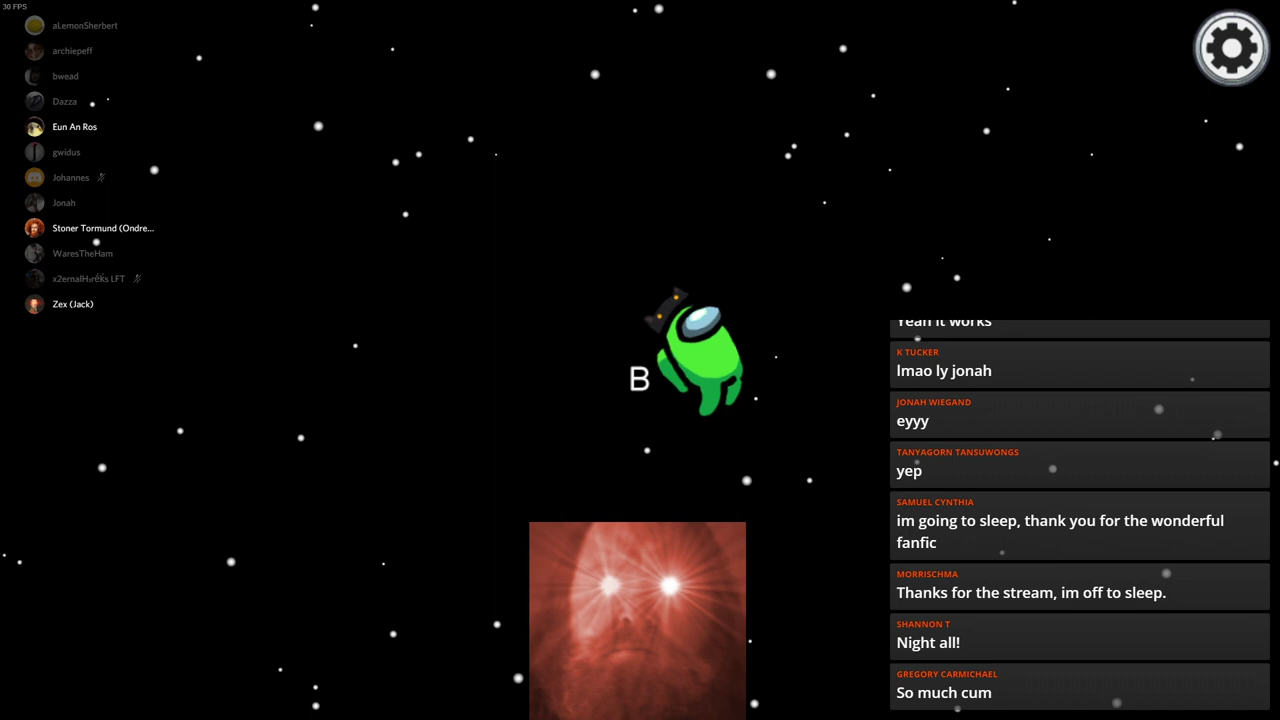 30 FPS
aLemonSherbert
archiepeff
bwead
Dazza
Eun An Ros
gwidus
Johannes
Jonah
Stoner Tormund (Ondre...
WaresTheHam
LFT
Zex (Jack)
B
Yeah it works
K TUCKER
lmao ly jonah
JONAH WIEGAND
eyyy
TANYAGORN TANSUWONGS
yep
SAMUEL CYNTHIA
im going to sleep, thank you for the wonderful
fanfic
MORRISCHMA
Thanks for the stream, im off to sleep.
SHANNON T
Night all!
GREGORY CARMICHAEL
So much cum